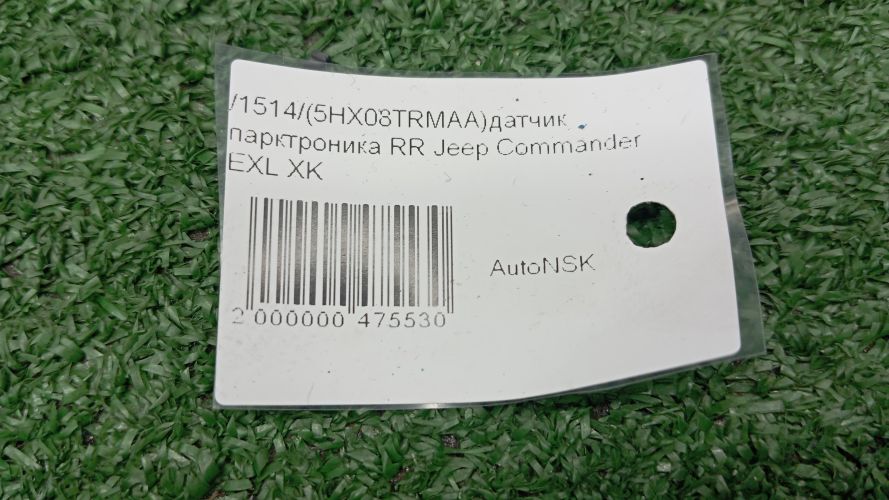 /1514/(5HX08TRMAA)датчик
парктроника RR Jeep Commander
EXL XK
AutoNSK
2 000000 475530